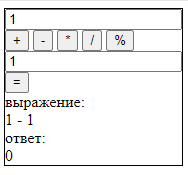 1
+ - * / %
1
=
выражение:
1 - 1
ответ:
0